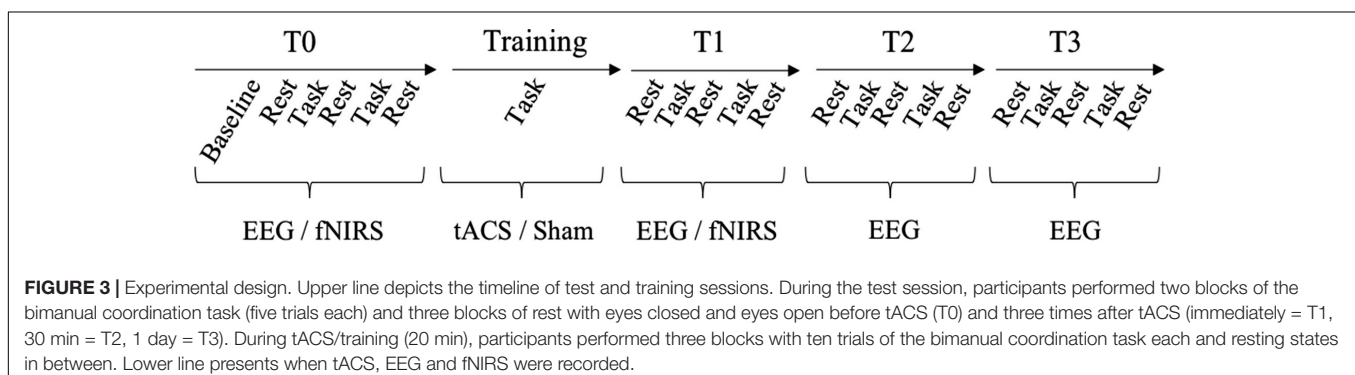 T0 Training T1 T2 T3
Baseline Rest Task Rest Task Rest Task Rest Task Rest Task Rest Rest Task Rest Task Rest Rest Task Rest Task Rest
EEG / fNIRS tACS / Sham EEG / fNIRS EEG EEG
FIGURE 3 | Experimental design. Upper line depicts the timeline of test and training sessions. During the test session, participants performed two blocks of the
bimanual coordination task (five trials each) and three blocks of rest with eyes closed and eyes open before tACS (T0) and three times after tACS (immediately = T1,
30 min = T2, 1 day = T3). During tACS/training (20 min), participants performed three blocks with ten trials of the bimanual coordination task each and resting states
in between. Lower line presents when tACS, EEG and fNIRS were recorded.